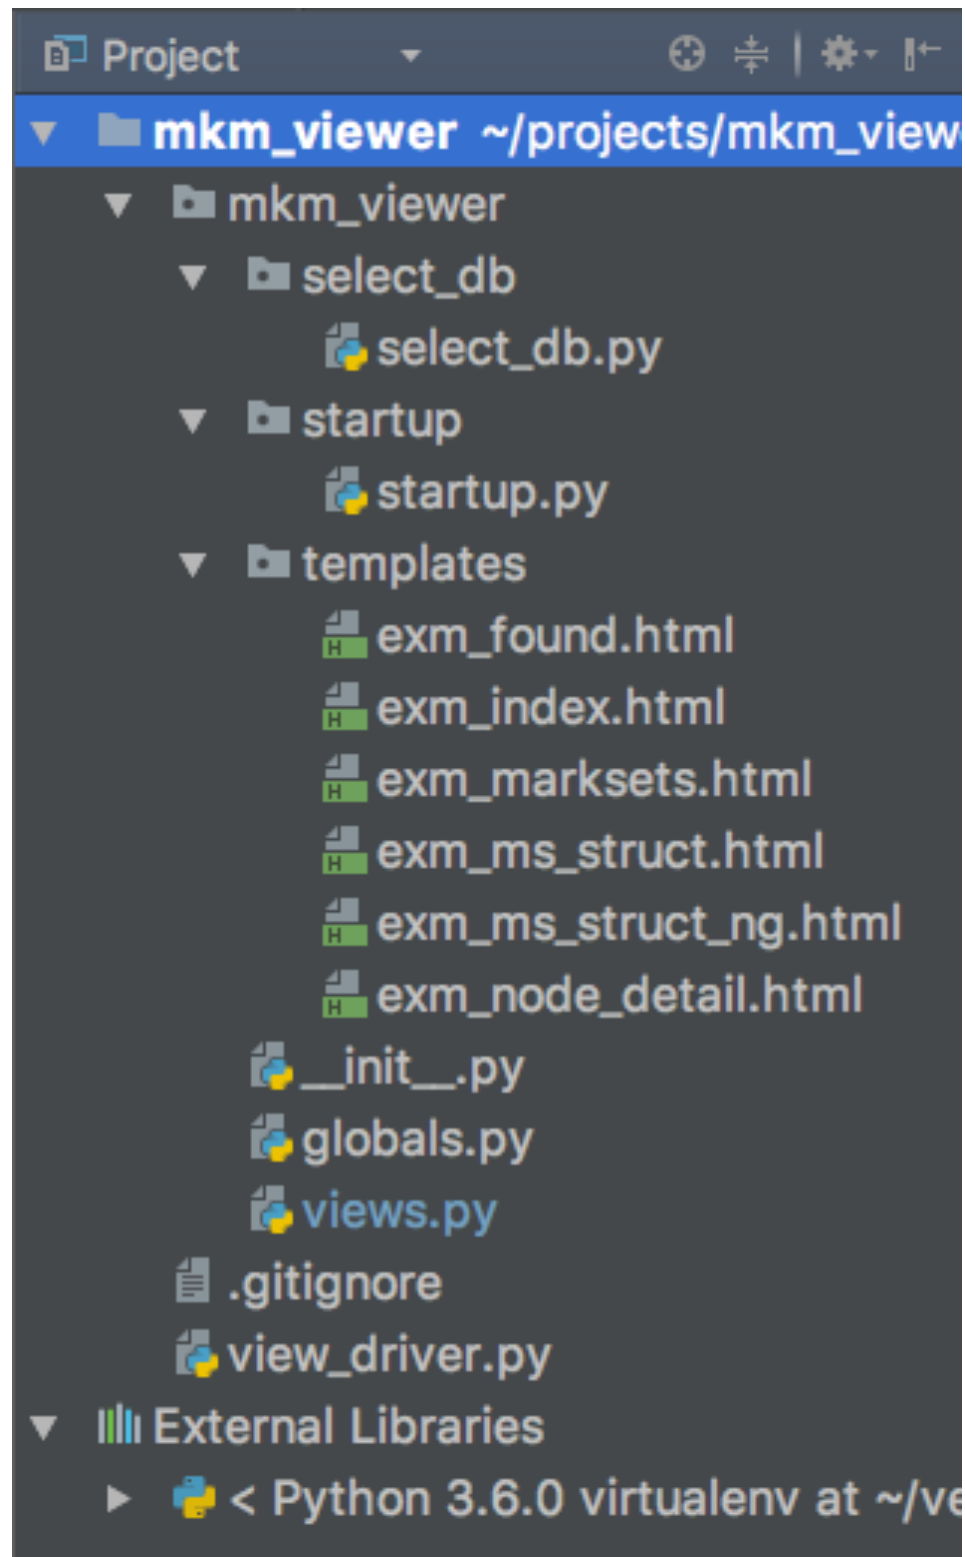 Project
mkm_viewer ~/projects/mkm_view
mkm_viewer
select_db
select_db.py
startup
startup.py
templates
H exm_found.html
H exm_index.html
H exm_marksets.html
H exm_ms_struct.html
H exm_ms_struct_ng.html
H exm_node_detail.html
__init__.py
globals.py
views.py
.gitignore
view_driver.py
External Libraries
< Python 3.6.0 virtualenv at ~/ve